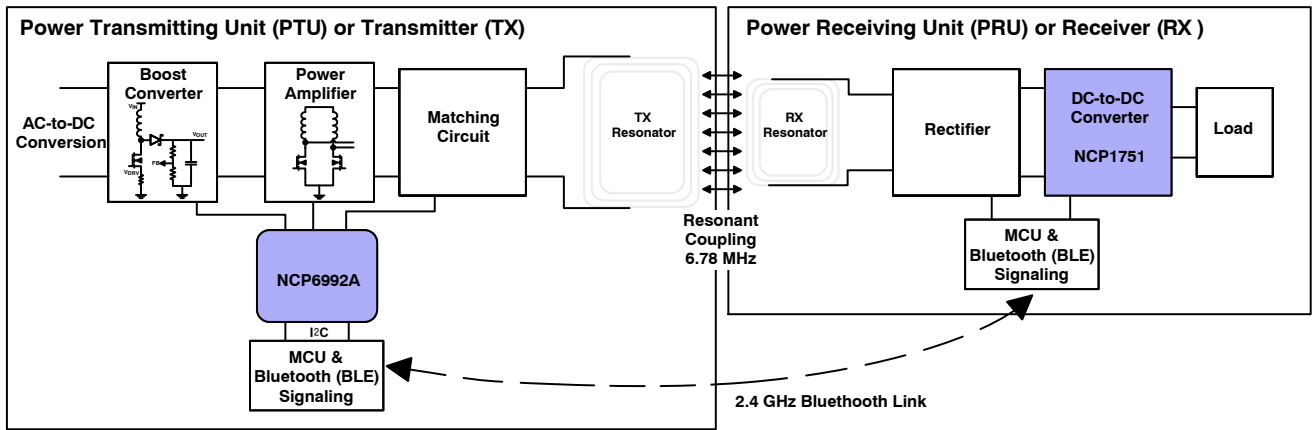 Power Transmitting Unit (PTU) or Transmitter (TX)
Boost
Converter
VIN
VOUT
FB
VDRV
Power
Amplifier
Matching
Circuit
AC-to-DC
Conversion
TX
Resonator
NCP6992A
I2C
MCU &
Bluetooth (BLE)
Signaling
Resonant
Coupling
6.78 MHz
Power Receiving Unit (PRU) or Receiver (RX )
RX
Resonator
Rectifier
DC-to-DC
Converter
NCP1751
Load
MCU &
Bluetooth (BLE)
Signaling
2.4 GHz Bluethooth Link